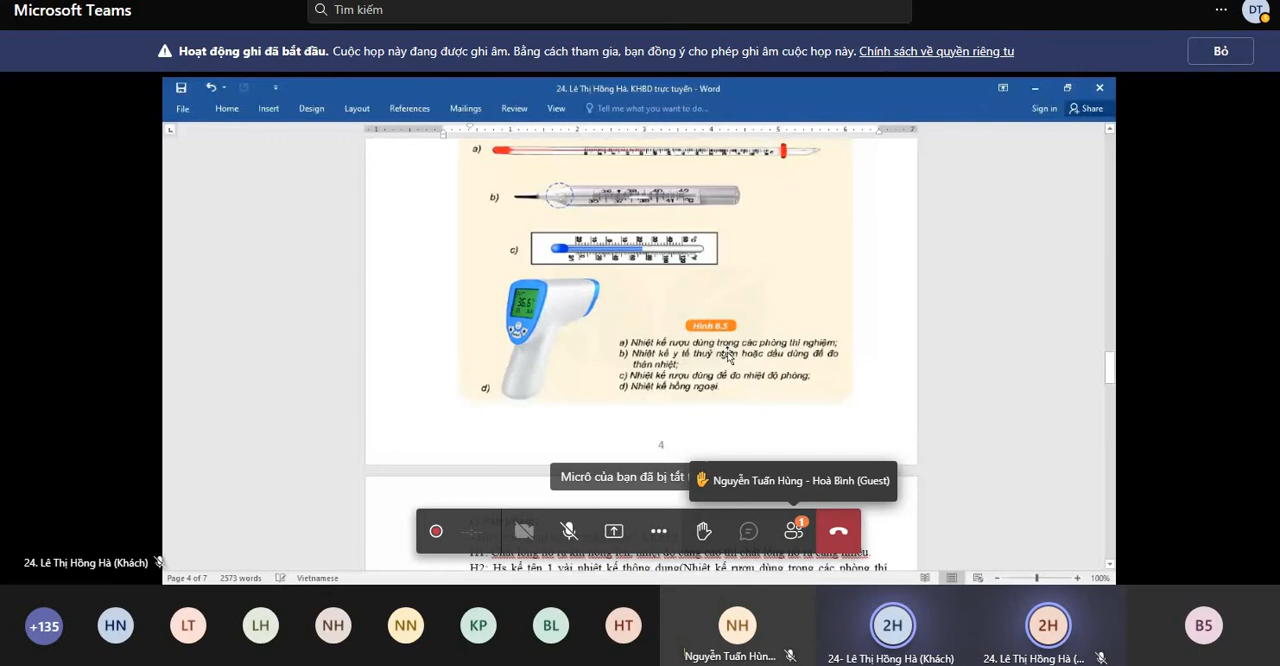 Microsoft Teams
Tìm kiếm
DT
Hoạt động ghi đã bắt đầu. Cuộc họp này đang được ghi âm. Bằng cách tham gia, bạn đồng ý cho phép ghi âm cuộc họp này. Chính sách về quyền riêng tư
Bỏ
24. Lê Thị Hồng Hà. KHBD trực tuyến - Word
File Home Insert Design Layout References Mailings Review View Tell me what you want to do...
Sign in Share
a)
b)
c)
d)
Hình 8.5
a) Nhiệt kế rượu dùng trong các phòng thí nghiệm;
b) Nhiệt kế y tế thuỷ ngân hoặc dầu dùng để đo
thân nhiệt;
c) Nhiệt kế rượu dùng để đo nhiệt độ phòng;
d) Nhiệt kế hồng ngoại.
4
Micrô của bạn đã bị tắt
Nguyễn Tuấn Hùng - Hoà Bình (Guest)
1
H2: Hs kể tên 1 vài nhiệt kế thông dụng(Nhiệt kế rượu dùng trong các phòng thí
24. Lê Thị Hồng Hà (Khách)
Page 4 of 7 2573 words Vietnamese
100%
+135 HN LT LH NH NN KP BL HT NH 2H 2H B5
Nguyễn Tuấn Hùn...
24- Lê Thị Hồng Hà (Khách)
24. Lê Thị Hồng Hà (...